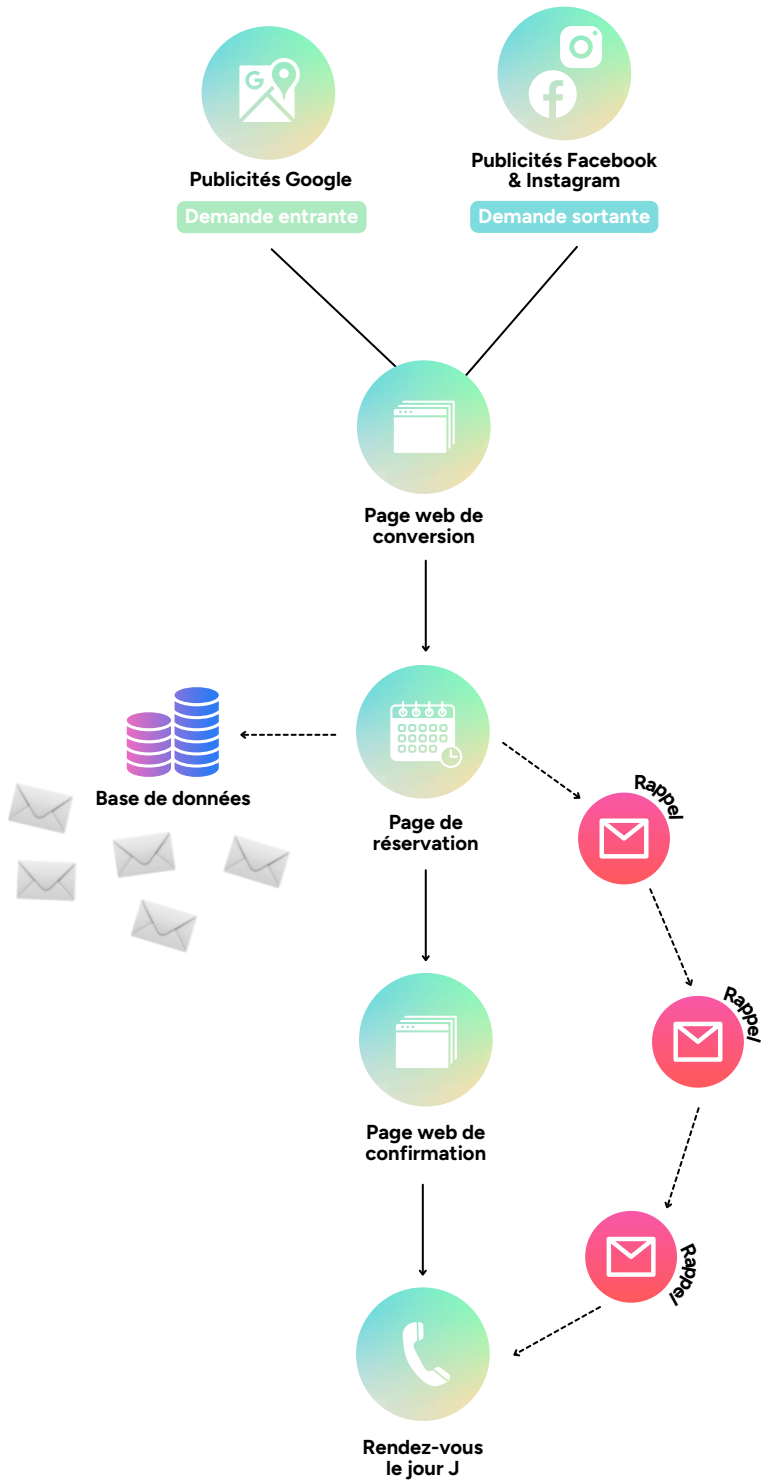 Publicités Google
Demande entrante
Publicités Facebook
& Instagram
Demande sortante
Page web de
conversion
Base de données
Page de
réservation
Rappel
Rappel
Page web de
confirmation
Rappel
Rendez-vous
le jour J